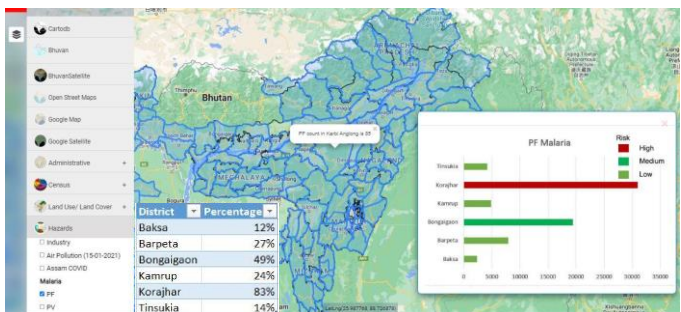 Cartodb
Bhuvan
BhuvanSatellite
Open Street Maps
Google Map
Google Satellite
Administrative
Census
Land Use/ Land Cover
Hazards
Industry
Air Pollution (15-01-2021)
Assam COVID
Malaria
PF
PV
Thimphu
Bhutan
MEGHALAYA
PF count in Karbi Anglong is 35
District Percentage
Baksa 12%
Barpeta 27%
Bongaigaon 49%
Kamrup 24%
Korajhar 83%
Tinsukia 14%
PF Malaria
Risk
High
Medium
Low
Tinsukia
Korajhar
Kamrup
Bongaigaon
Barpeta
Baksa
0 5000 10000 15000 20000 25000 30000 35000